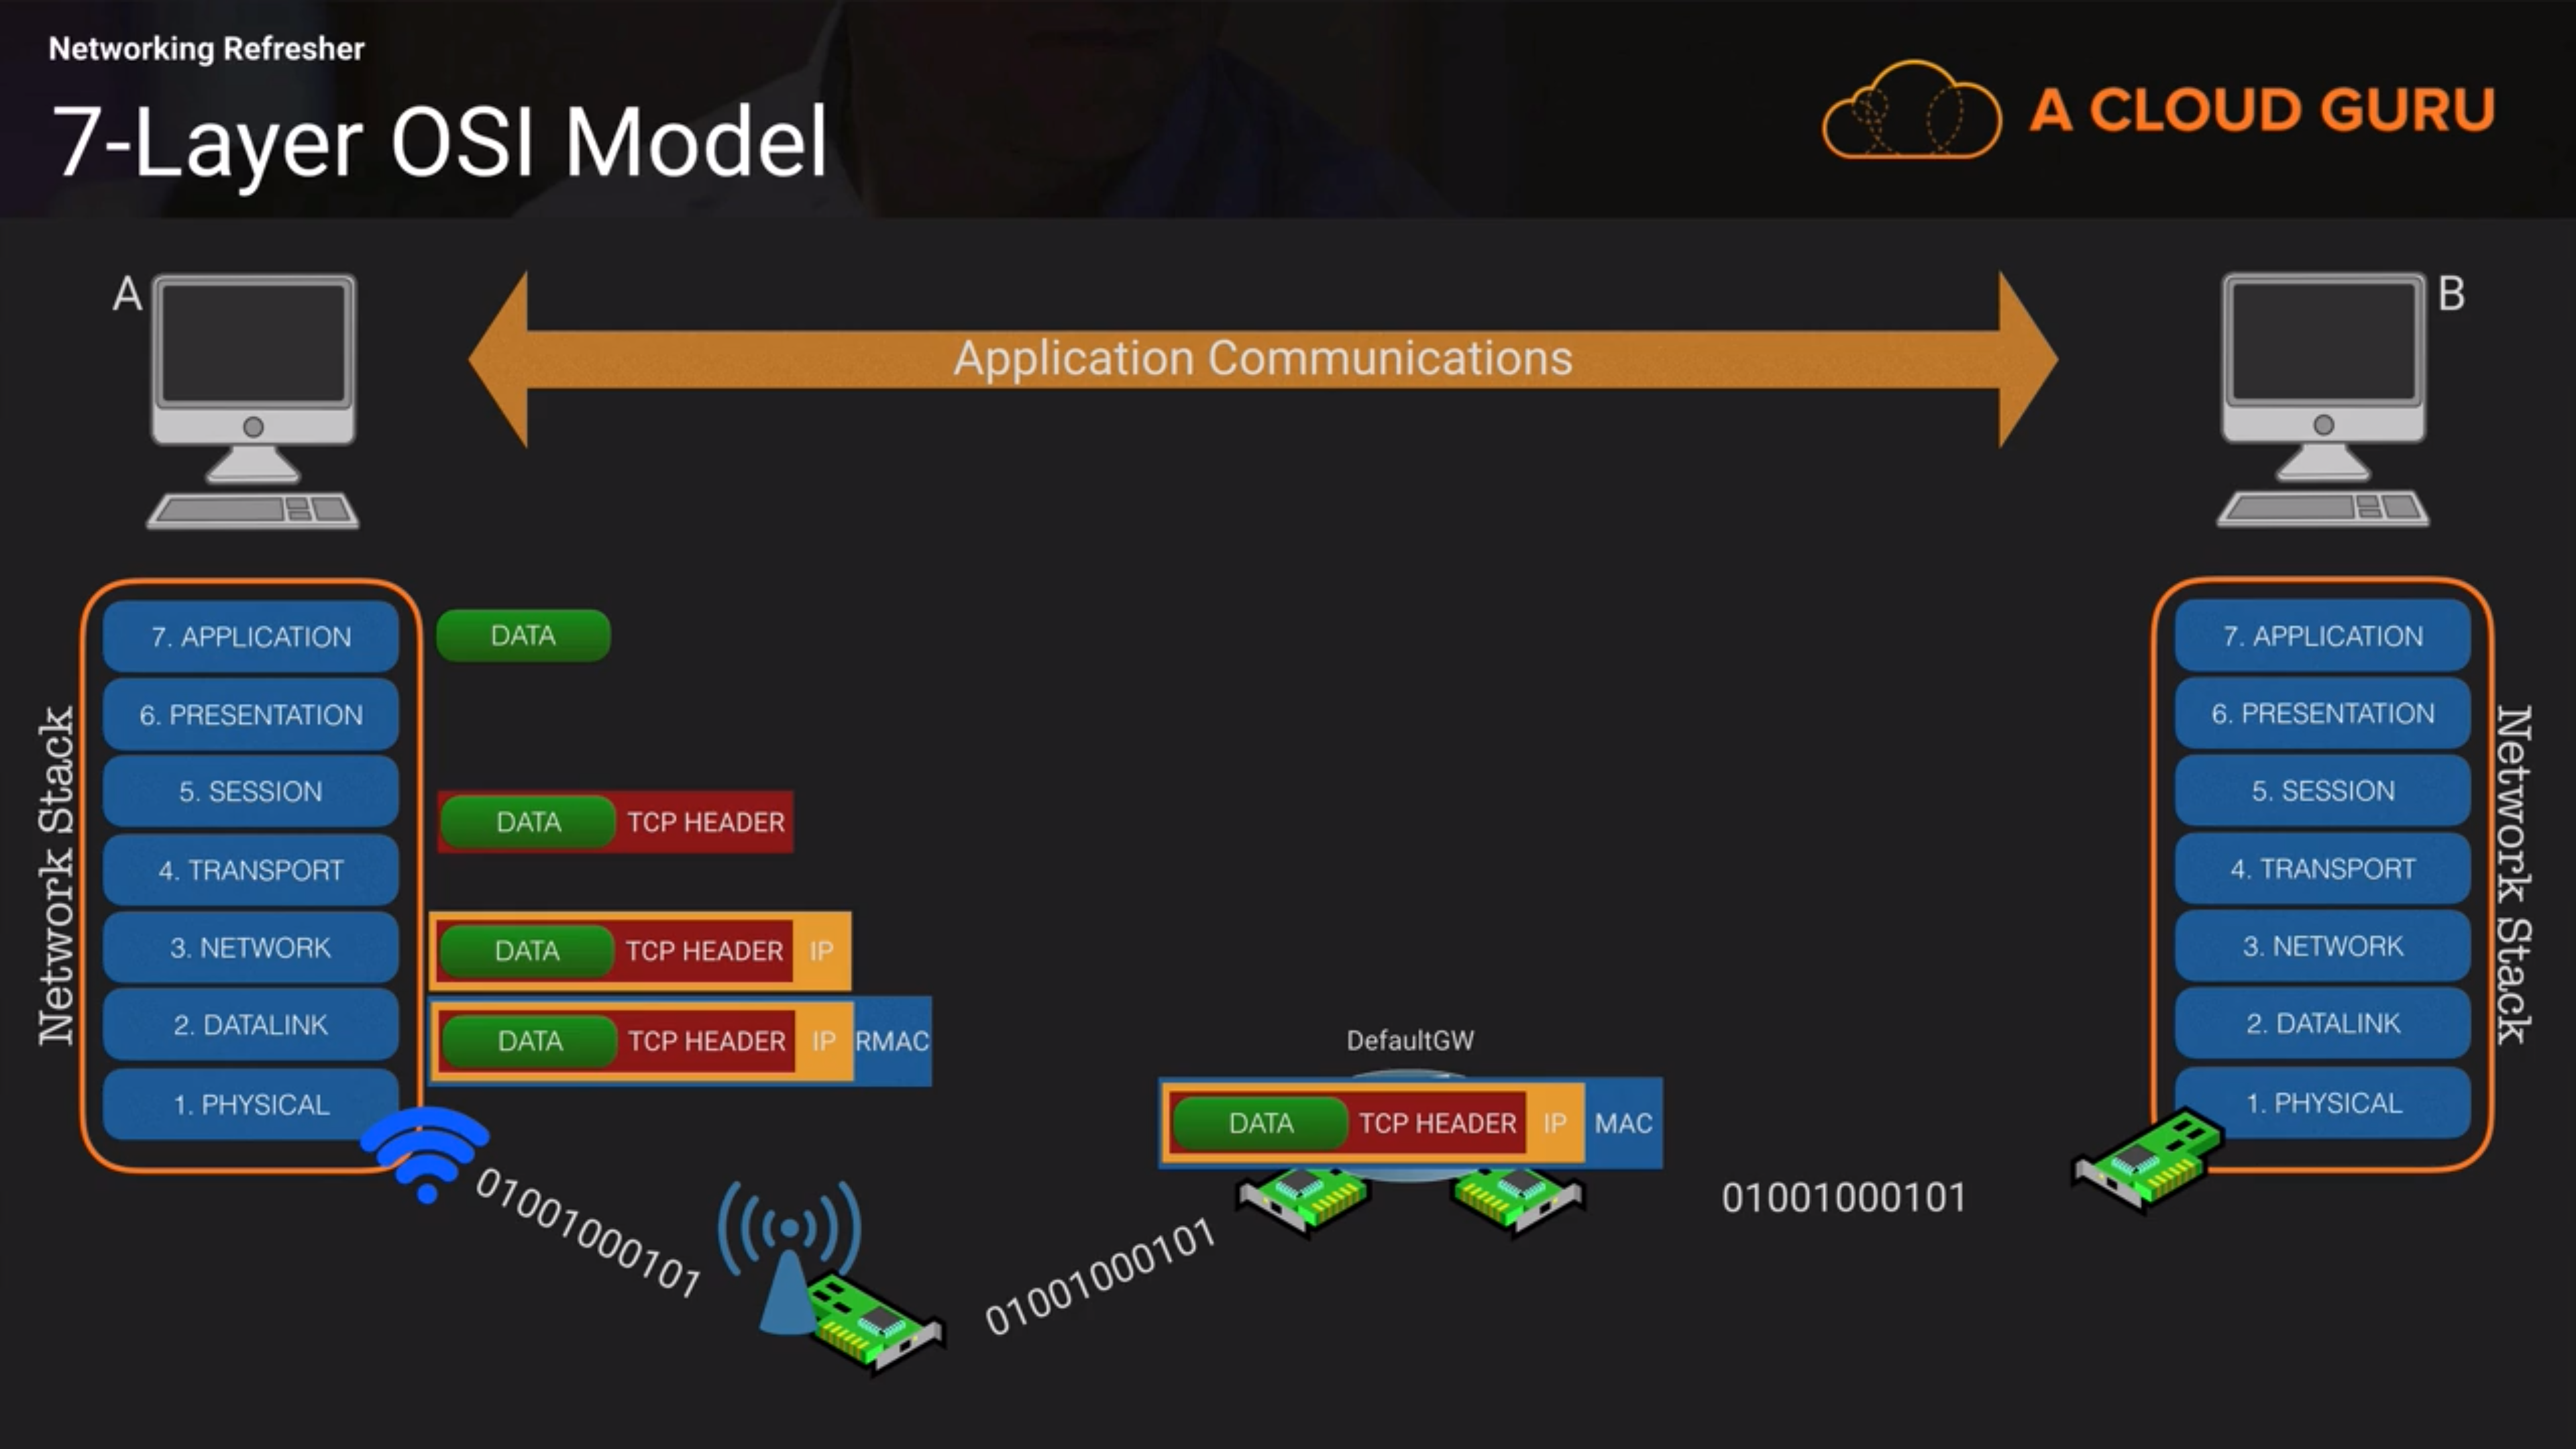 Networking Refresher
7-Layer OSI Model
A CLOUD GURU
A
B
Application Communications
Network Stack
7. APPLICATION
6. PRESENTATION
5. SESSION
4. TRANSPORT
3. NETWORK
2. DATALINK
1. PHYSICAL
DATA
DATA TCP HEADER
DATA TCP HEADER IP
DATA TCP HEADER IP RMAC
01001000101
01001000101
DefaultGW
DATA TCP HEADER IP MAC
01001000101
7. APPLICATION
6. PRESENTATION
5. SESSION
4. TRANSPORT
3. NETWORK
2. DATALINK
1. PHYSICAL
Network Stack